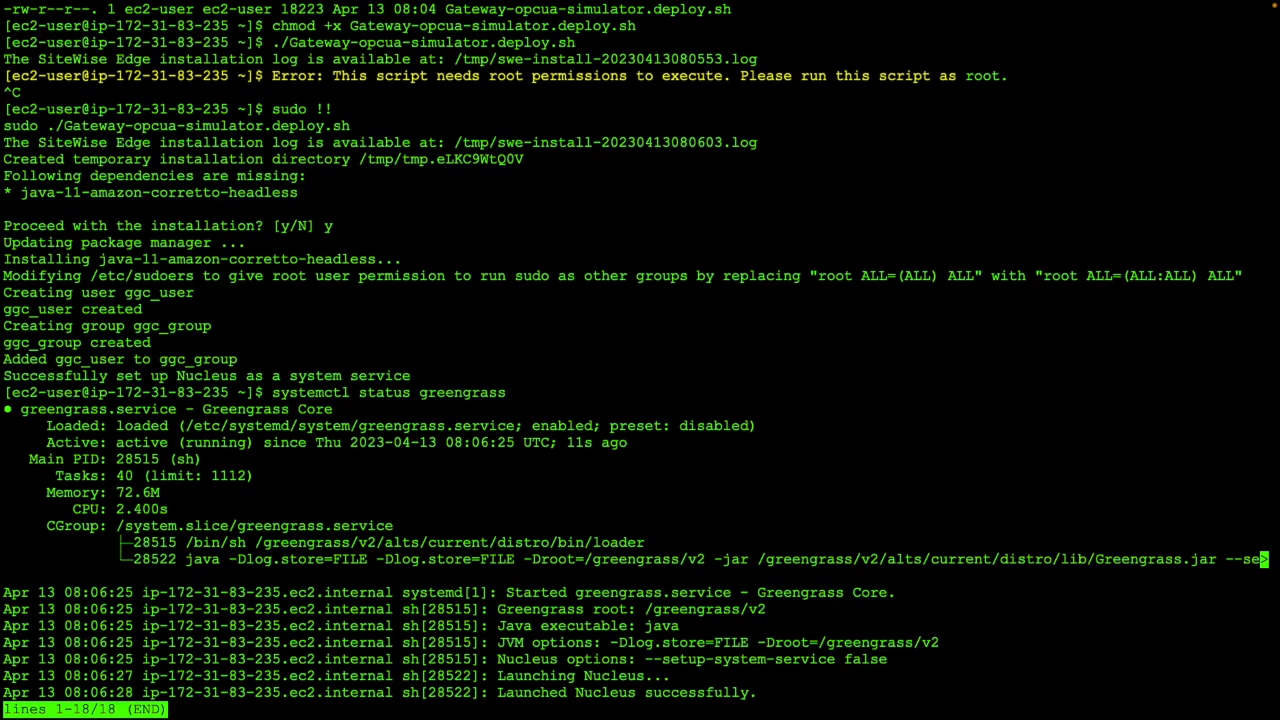 -rw-r--r--. 1 ec2-user ec2-user 18223 Apr 13 08:04 Gateway-opcua-simulator.deploy.sh
[ec2-user@ip-172-31-83-235 ~]$ chmod +x Gateway-opcua-simulator.deploy.sh
[ec2-user@ip-172-31-83-235 ~]$ ./Gateway-opcua-simulator.deploy.sh
The SiteWise Edge installation log is available at: /tmp/swe-install-20230413080553.log
[ec2-user@ip-172-31-83-235 ~]$ Error: This script needs root permissions to execute. Please run this script as root.
^C
[ec2-user@ip-172-31-83-235 ~]$ sudo !!
sudo ./Gateway-opcua-simulator.deploy.sh
The SiteWise Edge installation log is available at: /tmp/swe-install-20230413080603.log
Created temporary installation directory /tmp/tmp.eLKC9WtQ0V
Following dependencies are missing:
* java-11-amazon-corretto-headless
Proceed with the installation? [y/N] y
Updating package manager ...
Installing java-11-amazon-corretto-headless...
Modifying /etc/sudoers to give root user permission to run sudo as other groups by replacing "root ALL=(ALL) ALL" with "root ALL=(ALL:ALL) ALL"
Creating user ggc_user
ggc_user created
Creating group ggc_group
ggc_group created
Added ggc_user to ggc_group
Successfully set up Nucleus as a system service
[ec2-user@ip-172-31-83-235 ~]$ systemctl status greengrass
● greengrass.service - Greengrass Core
Loaded: loaded (/etc/systemd/system/greengrass.service; enabled; preset: disabled)
Active: active (running) since Thu 2023-04-13 08:06:25 UTC; 11s ago
Main PID: 28515 (sh)
Tasks: 40 (limit: 1112)
Memory: 72.6M
CPU: 2.400s
CGroup: /system.slice/greengrass.service
├─28515 /bin/sh /greengrass/v2/alts/current/distro/bin/loader
└─28522 java -Dlog.store=FILE -Dlog.store=FILE -Droot=/greengrass/v2 -jar /greengrass/v2/alts/current/distro/lib/Greengrass.jar --se>
Apr 13 08:06:25 ip-172-31-83-235.ec2.internal systemd[1]: Started greengrass.service - Greengrass Core.
Apr 13 08:06:25 ip-172-31-83-235.ec2.internal sh[28515]: Greengrass root: /greengrass/v2
Apr 13 08:06:25 ip-172-31-83-235.ec2.internal sh[28515]: Java executable: java
Apr 13 08:06:25 ip-172-31-83-235.ec2.internal sh[28515]: JVM options: -Dlog.store=FILE -Droot=/greengrass/v2
Apr 13 08:06:25 ip-172-31-83-235.ec2.internal sh[28515]: Nucleus options: --setup-system-service false
Apr 13 08:06:27 ip-172-31-83-235.ec2.internal sh[28522]: Launching Nucleus...
Apr 13 08:06:28 ip-172-31-83-235.ec2.internal sh[28522]: Launched Nucleus successfully.
lines 1-18/18 (END)